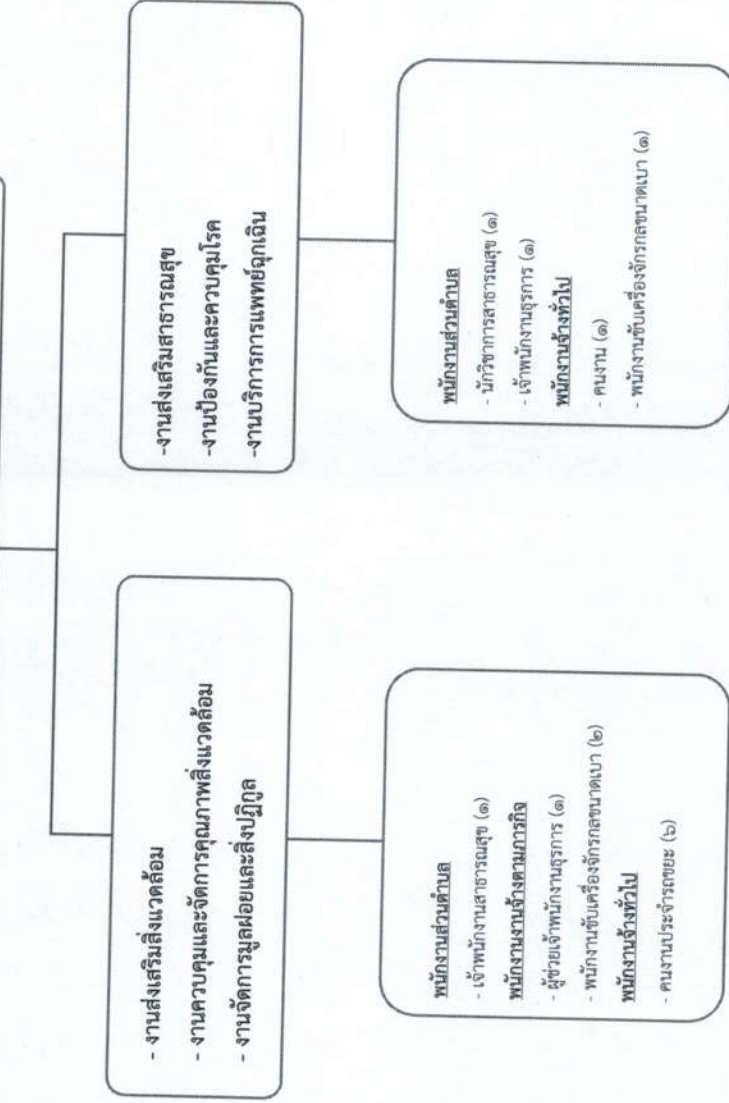 - งานส่งเสริมสิ่งแวดล้อม
- งานควบคุมและจัดการคุณภาพสิ่งแวดล้อม
- งานจัดการมูลฝอยและสิ่งปฏิกูล
-งานส่งเสริมสาธารณสุข
-งานป้องกันและควบคุมโรค
-งานบริการการแพทย์ฉุกเฉิน
พนักงานส่วนตำบล
- เจ้าพนักงานสาธารณสุข (๑)
พนักงานงานจ้างตามภารกิจ
- ผู้ช่วยเจ้าพนักงานธุรการ (๑)
- พนักงานขับเครื่องจักรกลขนาดเบา (๒)
พนักงานจ้างทั่วไป
- คนงานประจำรถขยะ (๖)
พนักงานส่วนตำบล
- นักวิชาการสาธารณสุข (๑)
- เจ้าพนักงานธุรการ (๑)
พนักงานจ้างทั่วไป
- คนงาน (๑)
- พนักงานขับเครื่องจักรกลขนาดเบา (๑)